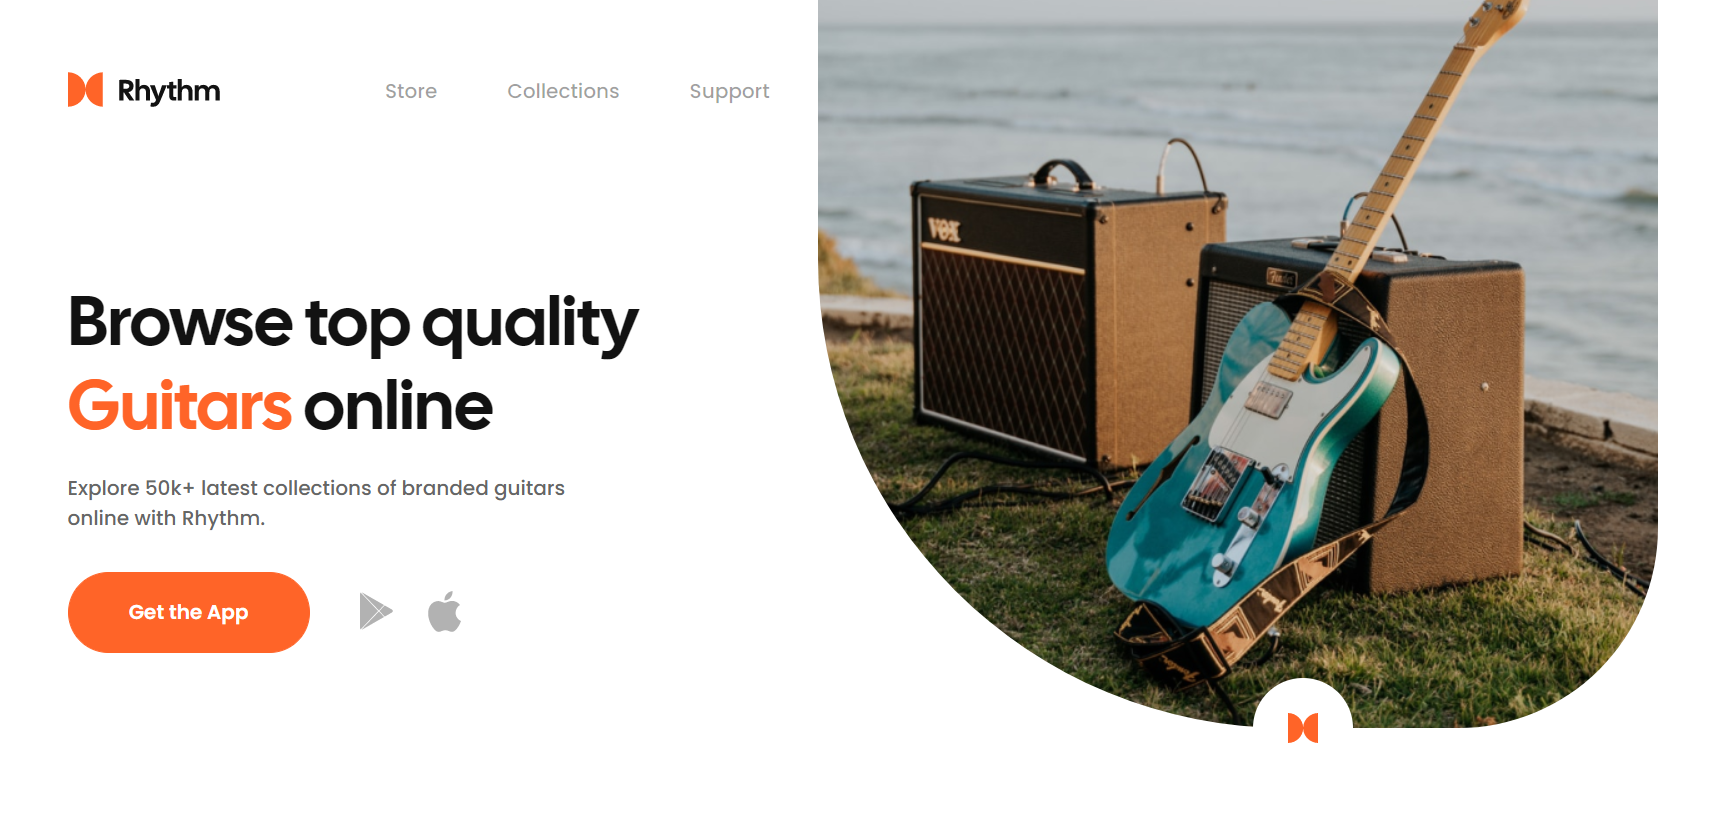 Rhythm
Store
Collections
Support
Browse top quality
Guitars online
Explore 50k+ latest collections of branded guitars
online with Rhythm.
Get the App
VOX
Fender